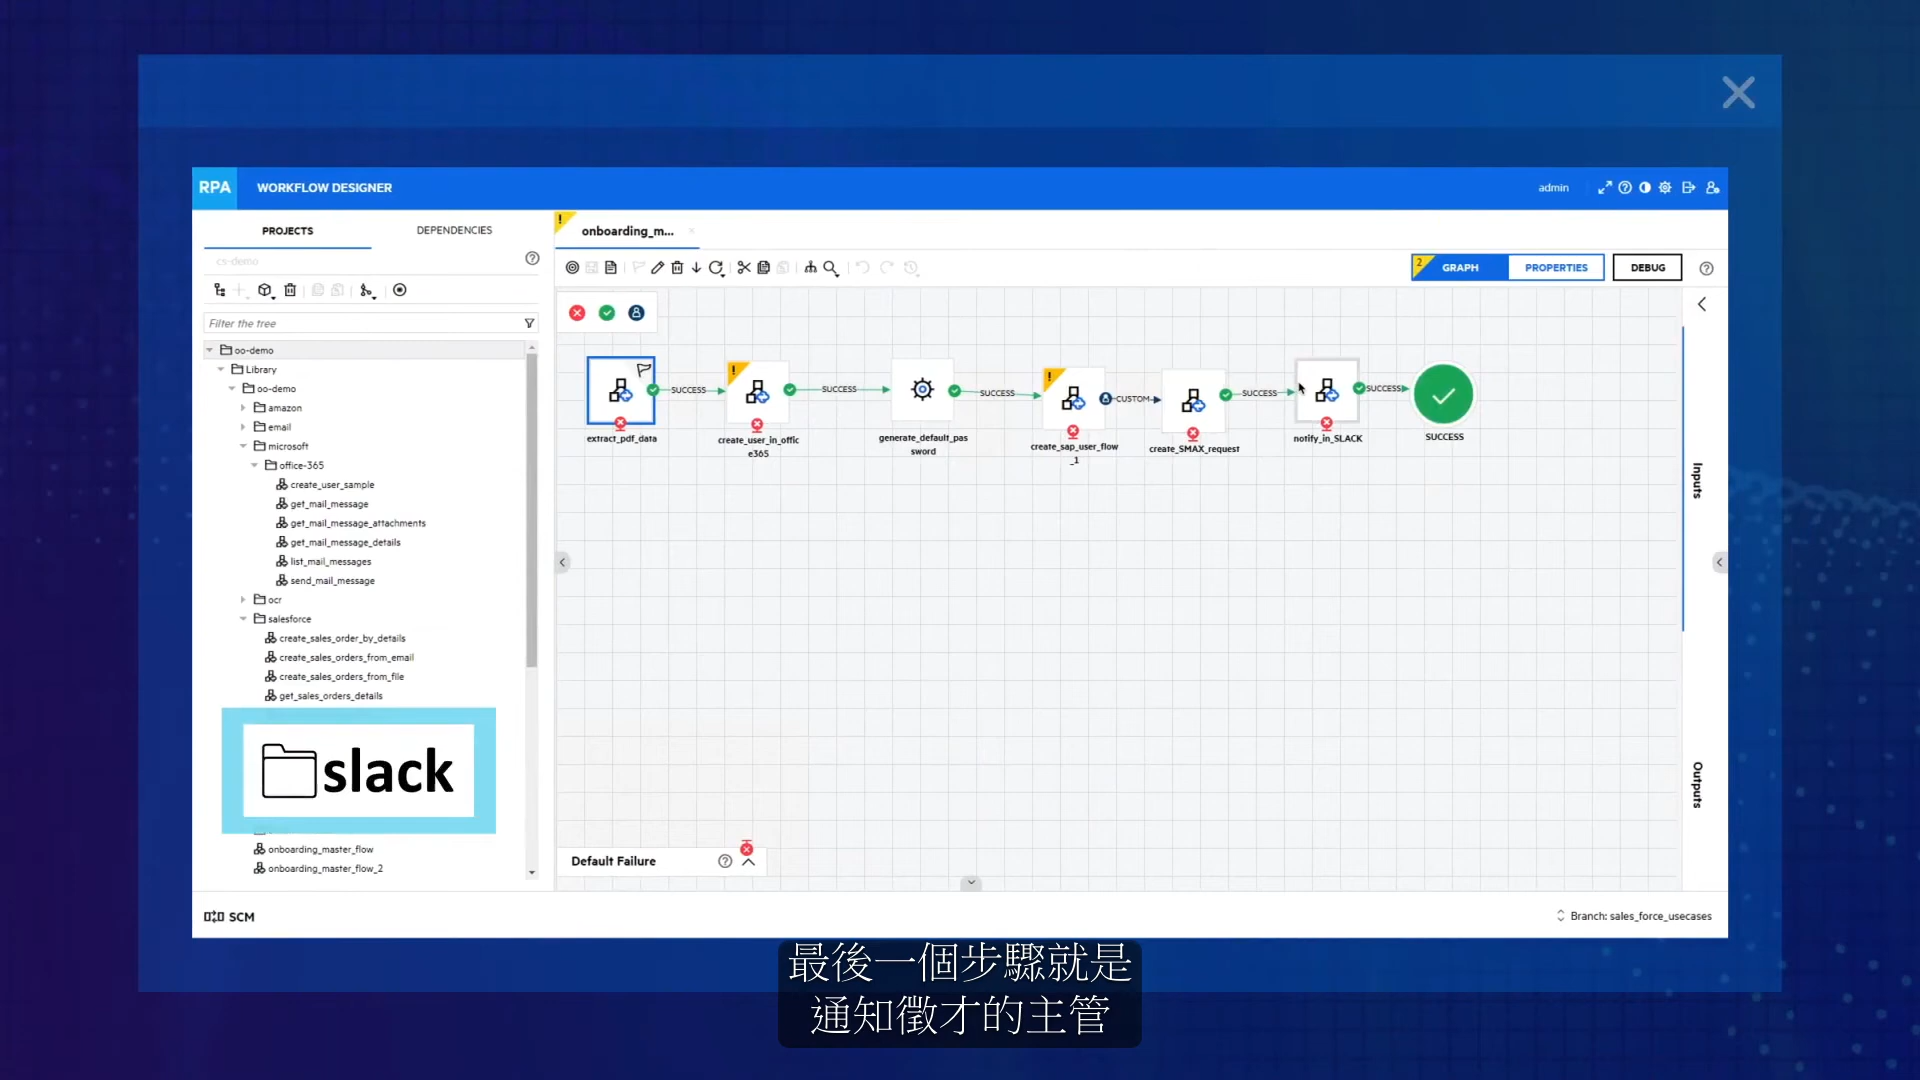 RPA
WORKFLOW DESIGNER
admin
PROJECTS
DEPENDENCIES
cs-demo
Filter the tree
oo-demo
Library
oo-demo
amazon
email
microsoft
office-365
create_user_sample
get_mail_message
get_mail_message_attachments
get_mail_message_details
list_mail_messages
send_mail_message
ocr
salesforce
create_sales_order_by_details
create_sales_orders_from_email
create_sales_orders_from_file
get_sales_orders_details
slack
onboarding_master_flow
onboarding_master_flow_2
! onboarding_m...
2 GRAPH
PROPERTIES
DEBUG
extract_pdf_data
SUCCESS
!
create_user_in_offic
e365
SUCCESS
generate_default_pas
sword
SUCCESS
!
create_sap_user_flow
_1
CUSTOM
create_SMAX_request
SUCCESS
notify_in_SLACK
SUCCESS
SUCCESS
Inputs
Outputs
Default Failure
SCM
Branch: sales_force_usecases
最後一個步驟就是
通知徵才的主管